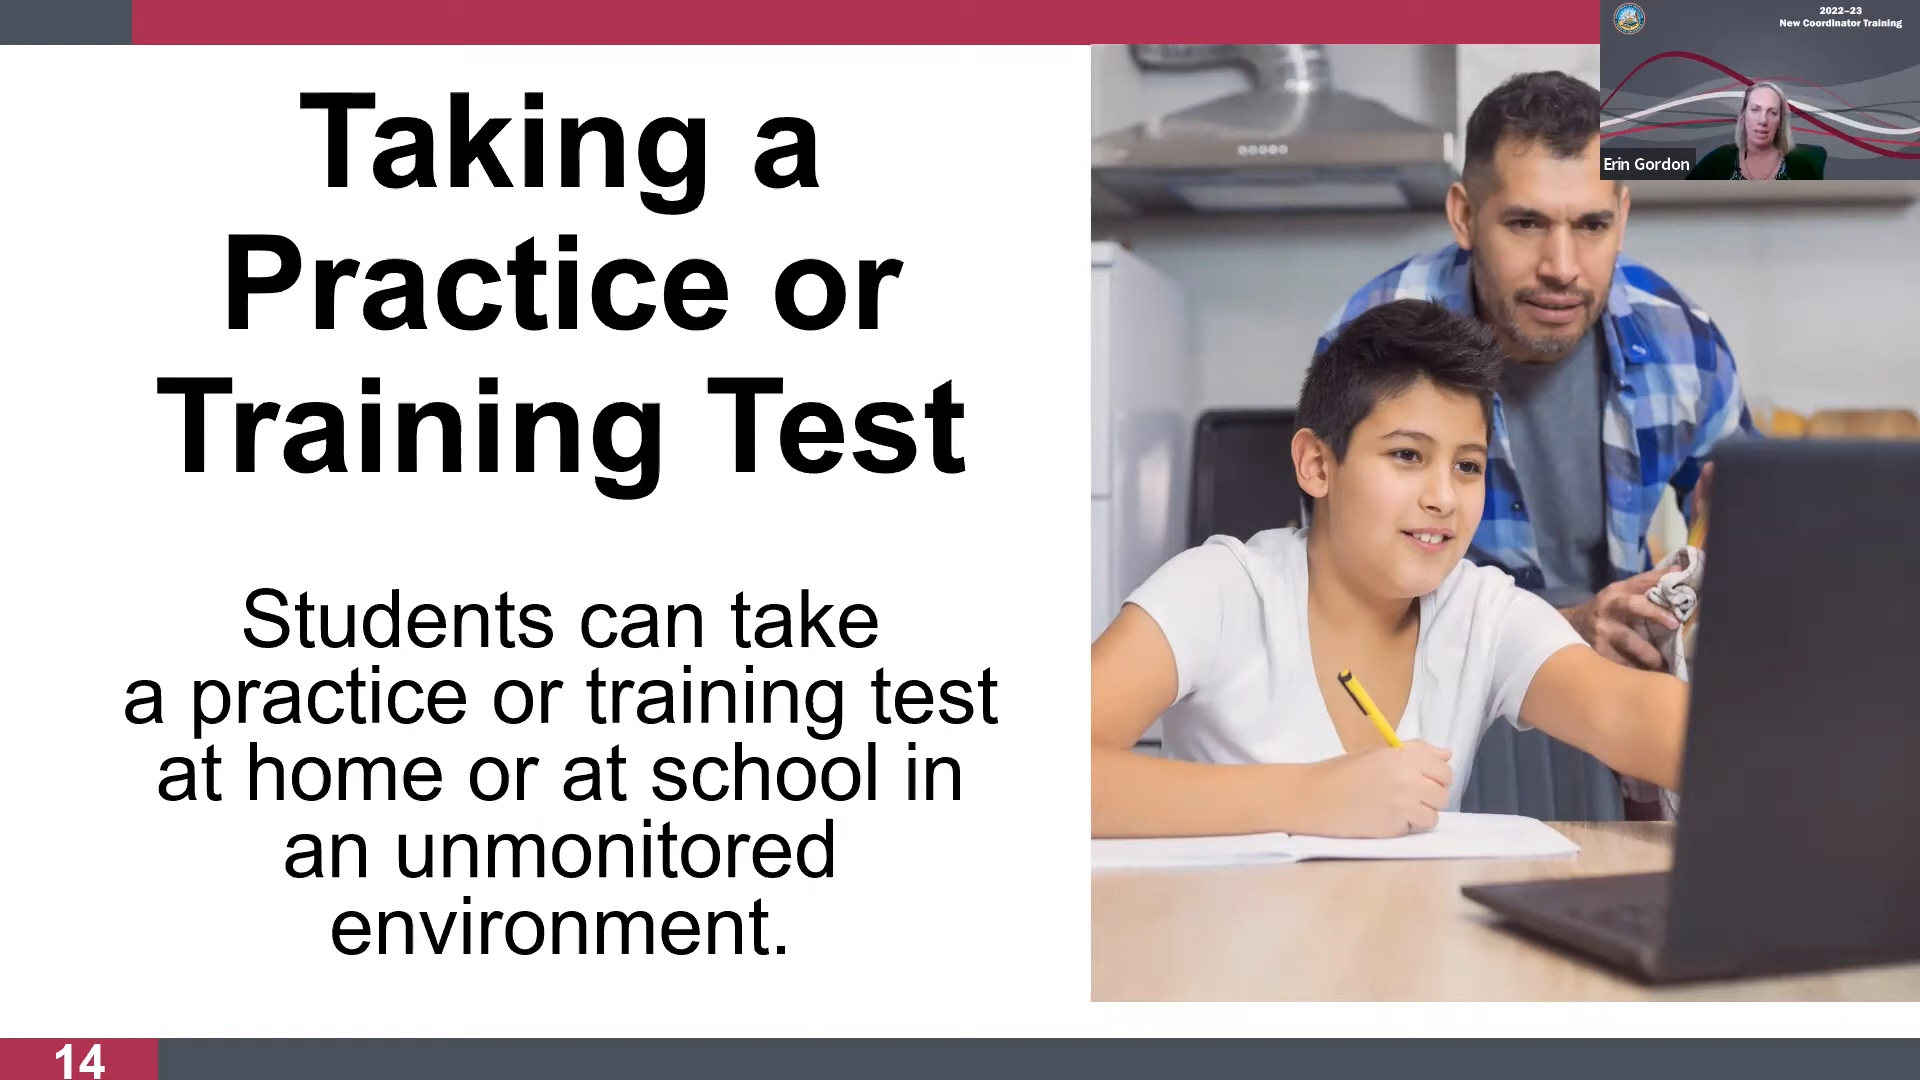 Taking a
Practice or
Training Test
Students can take
a practice or training test
at home or at school in
an unmonitored
environment.
14
2022–23
New Coordinator Training
Erin Gordon